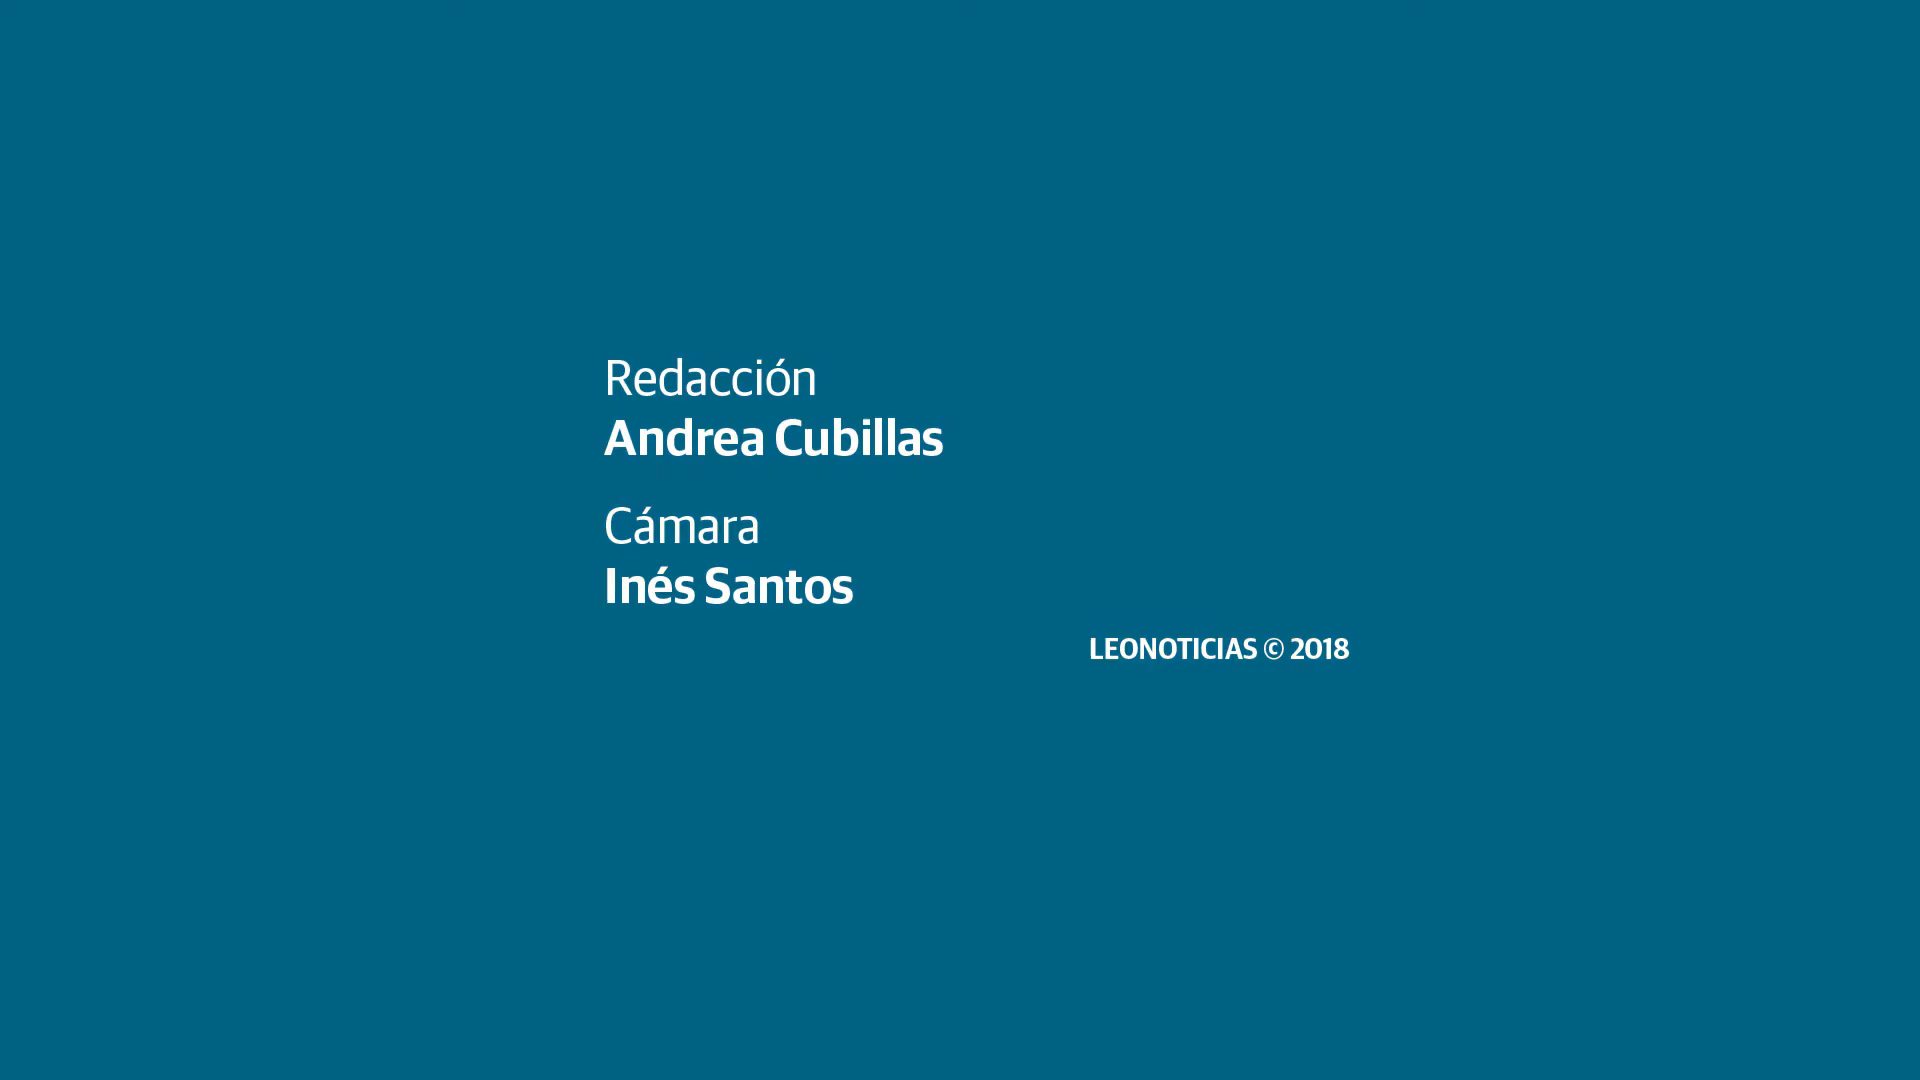 Redacción
Andrea Cubillas
Cámara
Inés Santos
LEONOTICIAS © 2018